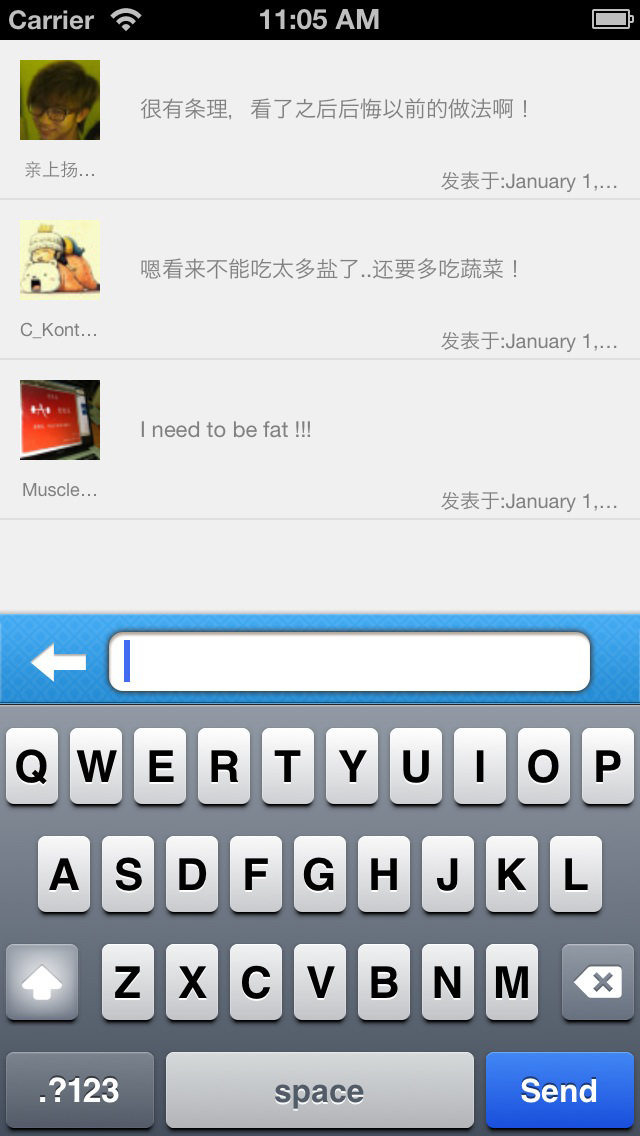 Carrier 11:05 AM
很有条理，看了之后后悔以前的做法啊！
亲上扬…
发表于:January 1,…
嗯看来不能吃太多盐了..还要多吃蔬菜！
C_Kont…
发表于:January 1,…
I need to be fat !!!
Muscle…
发表于:January 1,…
Q W E R T Y U I O P
A S D F G H J K L
Z X C V B N M
.?123 space Send